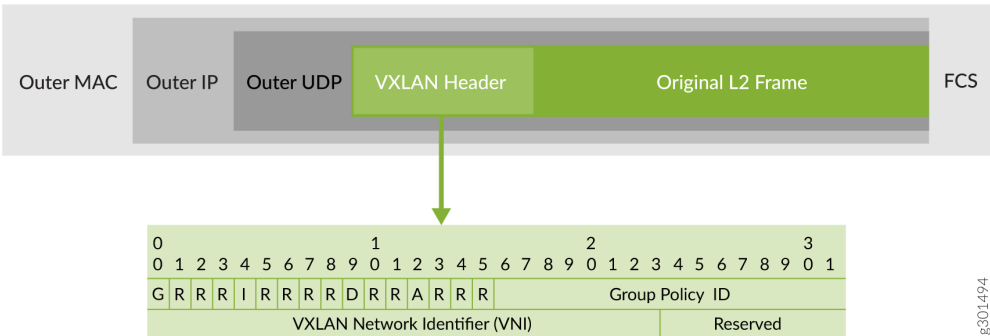 Outer MAC Outer IP Outer UDP VXLAN Header Original L2 Frame FCS
0 1 2 3
0 1 2 3 4 5 6 7 8 9 0 1 2 3 4 5 6 7 8 9 0 1 2 3 4 5 6 7 8 9 0 1
G R R R I R R R R D R R A R R R Group Policy ID
VXLAN Network Identifier (VNI) Reserved
g301494